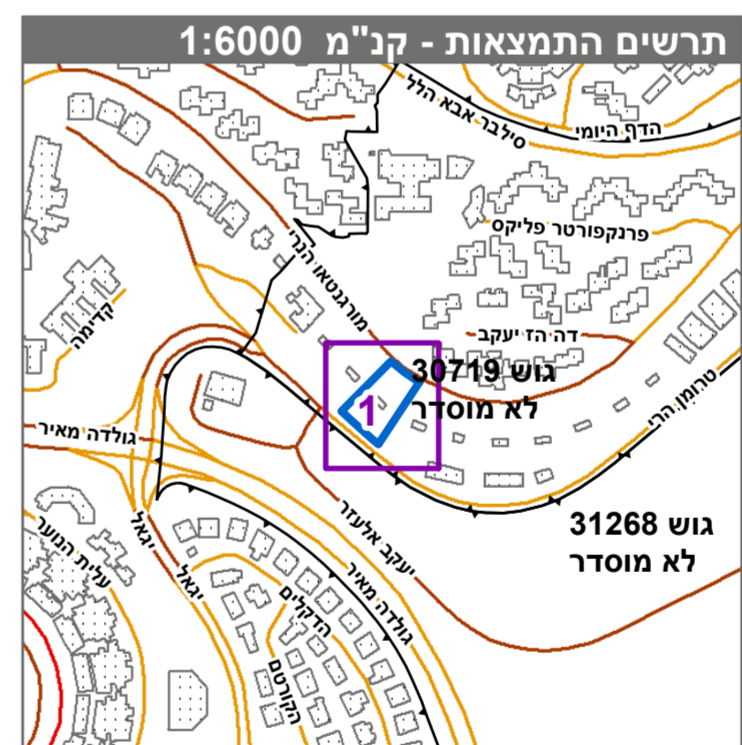 תרשים התמצאות - קנ"מ 1:6000
סילבר אבא הלל
הדף היומי
פרנקפורטר פליקס
מורגנטאו הנרי
קדימה
דה הז יעקב
גוש 30719
לא מוסדר
1
טרומן הרי
גולדה מאיר
גוש 31268
לא מוסדר
יעקב אלעזר
יגאל
עלית הנוער
יגאל
גולדה מאיר
הדקלים
הקורטם